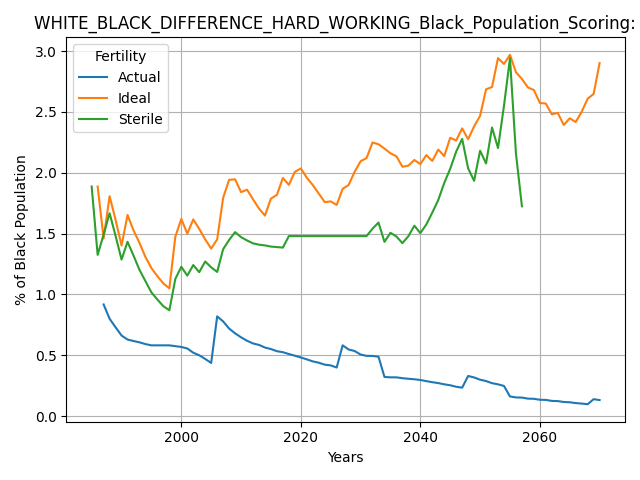 WHITE_BLACK_DIFFERENCE_HARD_WORKING_Black_Population_Scoring:
3.0
2.5
2.0
1.5
1.0
0.5
0.0
% of Black Population
Fertility
Actual
Ideal
Sterile
2000
2020
2040
2060
Years